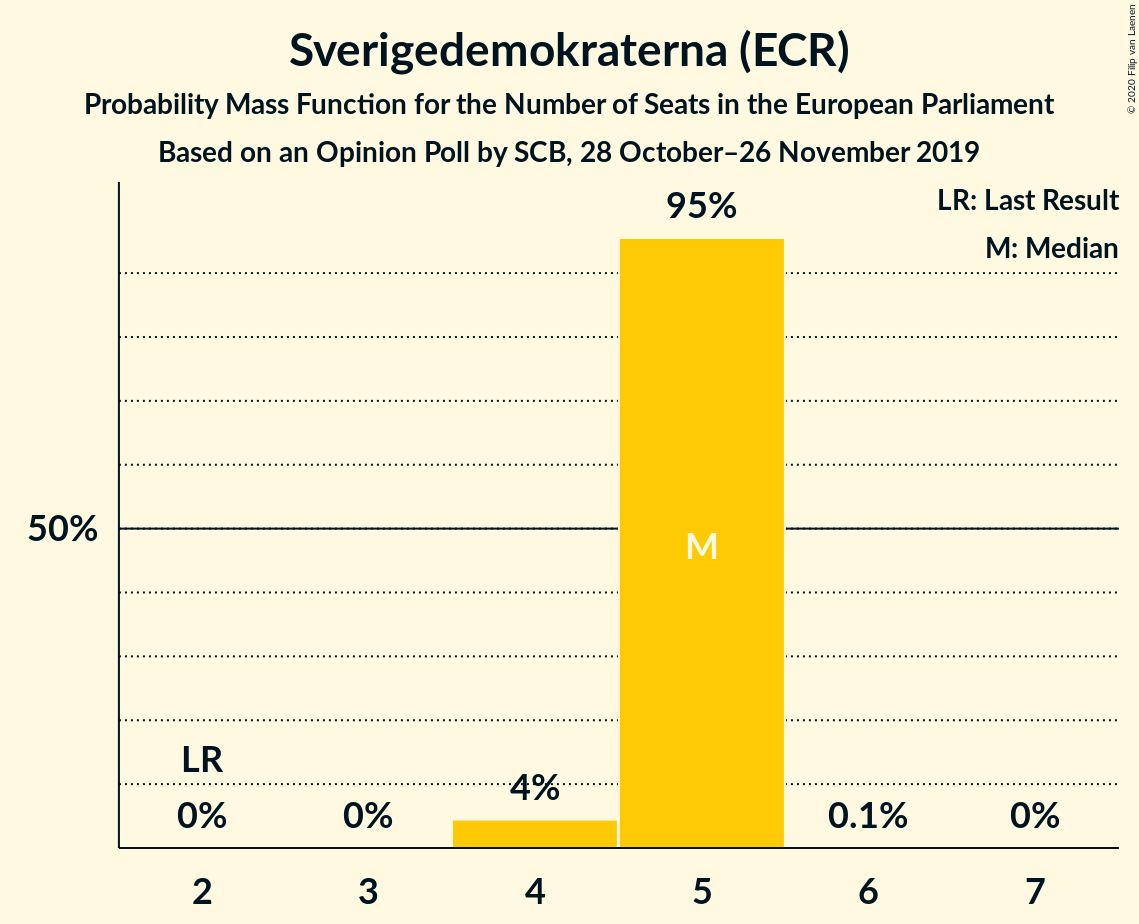 Sverigedemokraterna (ECR)
Probability Mass Function for the Number of Seats in the European Parliament
Based on an Opinion Poll by SCB, 28 October–26 November 2019
© 2020 Filip van Laenen
LR: Last Result
M: Median
95%
50%
M
LR
0%
0%
4%
0.1%
0%
2
3
4
5
6
7